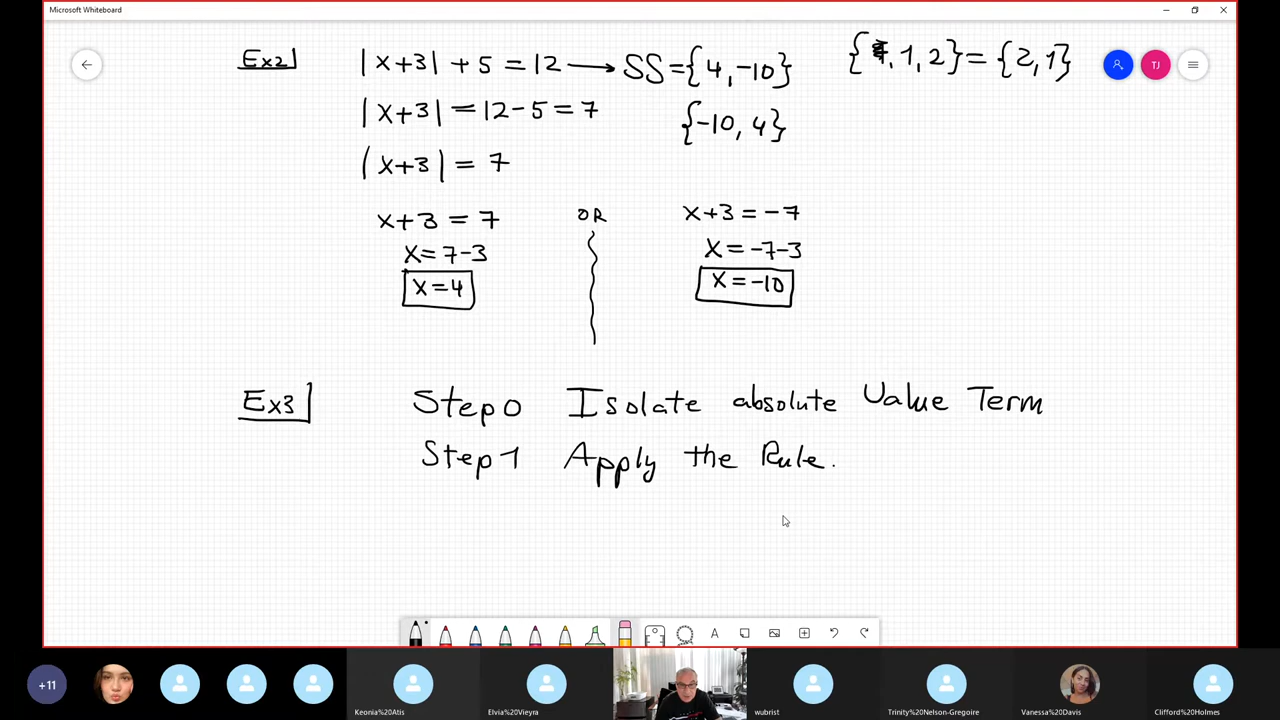 Microsoft Whiteboard
Ex2 |x+3| + 5 = 12 → SS = {4, -10} {1, 1, 2} = {2, 1}
TJ
|x+3| = 12 - 5 = 7 {-10, 4}
|x+3| = 7
x+3 = 7 OR x+3 = -7
x = 7-3 x = -7-3
x = 4 x = -10
Ex3 Step 0 Isolate absolute Value Term
Step 1 Apply the Rule.
A
+11
Keonia%20Atis
Elvia%20Vieyra
wubrist
Trinity%20Nelson-Gregoire
Vanessa%20Davis
Clifford%20Holmes